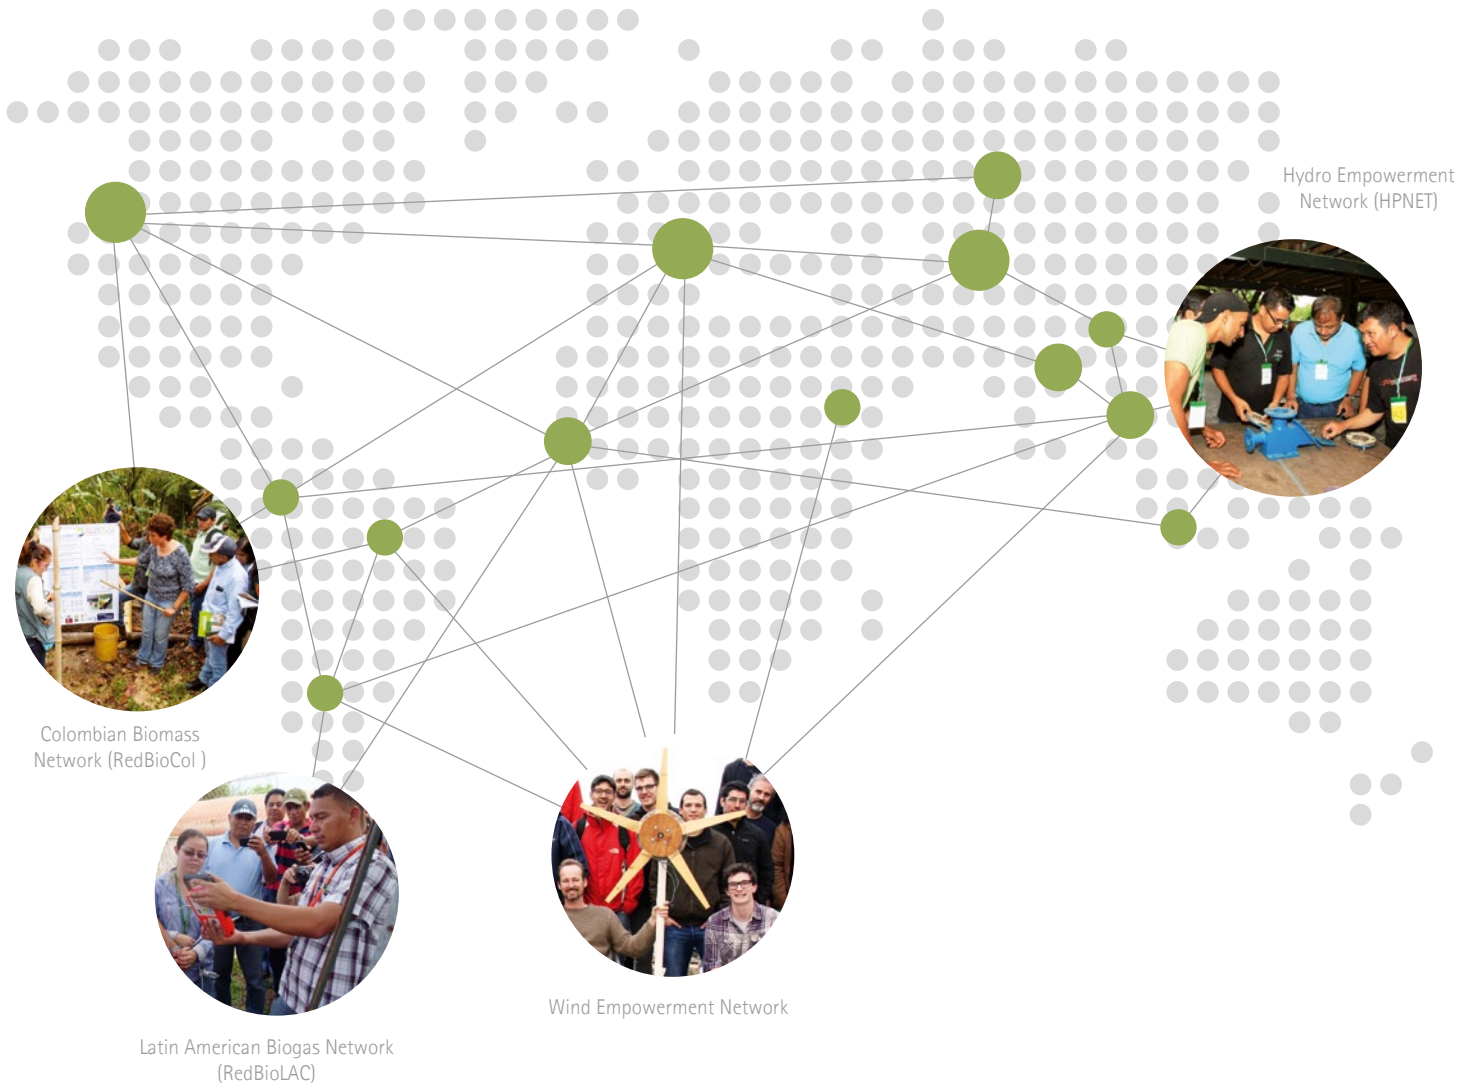 Hydro Empowerment
Network (HPNET)
Colombian Biomass
Network (RedBioCol )
Wind Empowerment Network
Latin American Biogas Network
(RedBioLAC)